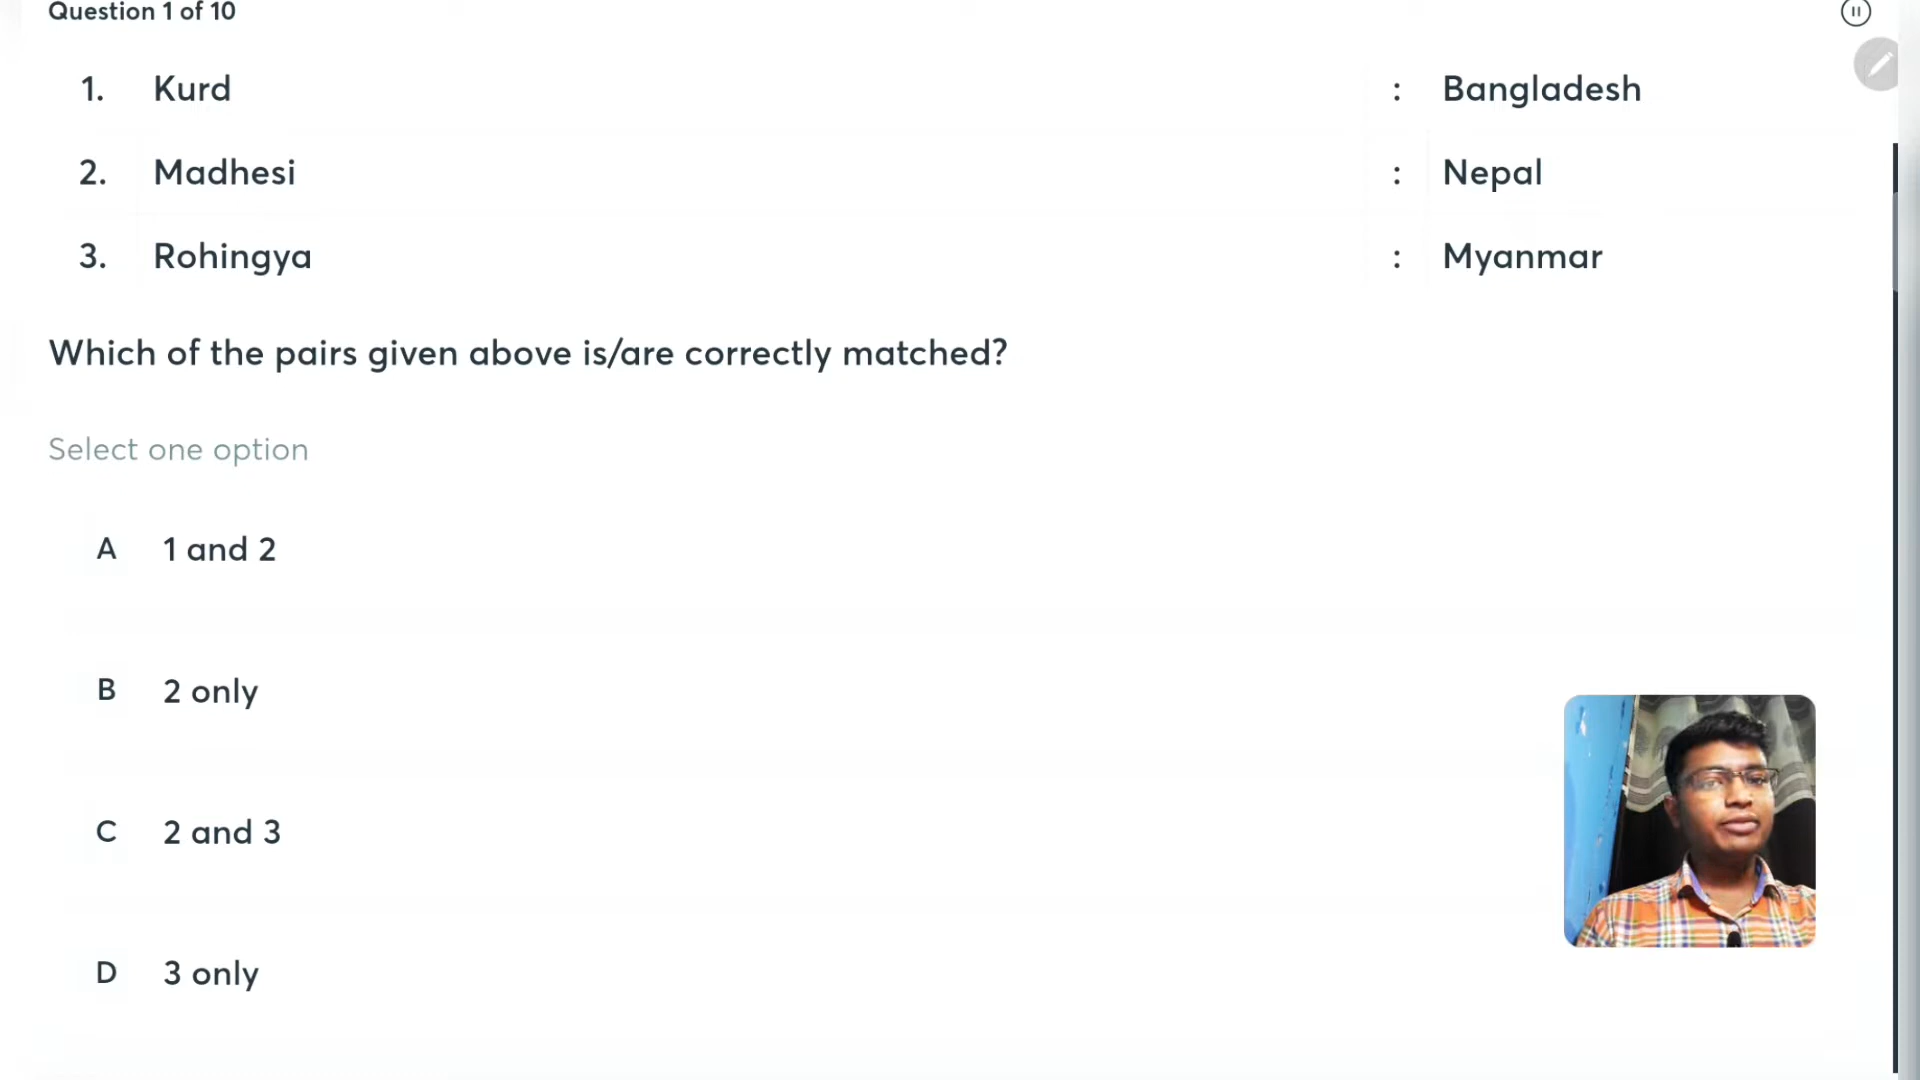 Question 1 of 10
1. Kurd : Bangladesh
2. Madhesi : Nepal
3. Rohingya : Myanmar
Which of the pairs given above is/are correctly matched?
Select one option
A 1 and 2
B 2 only
C 2 and 3
D 3 only